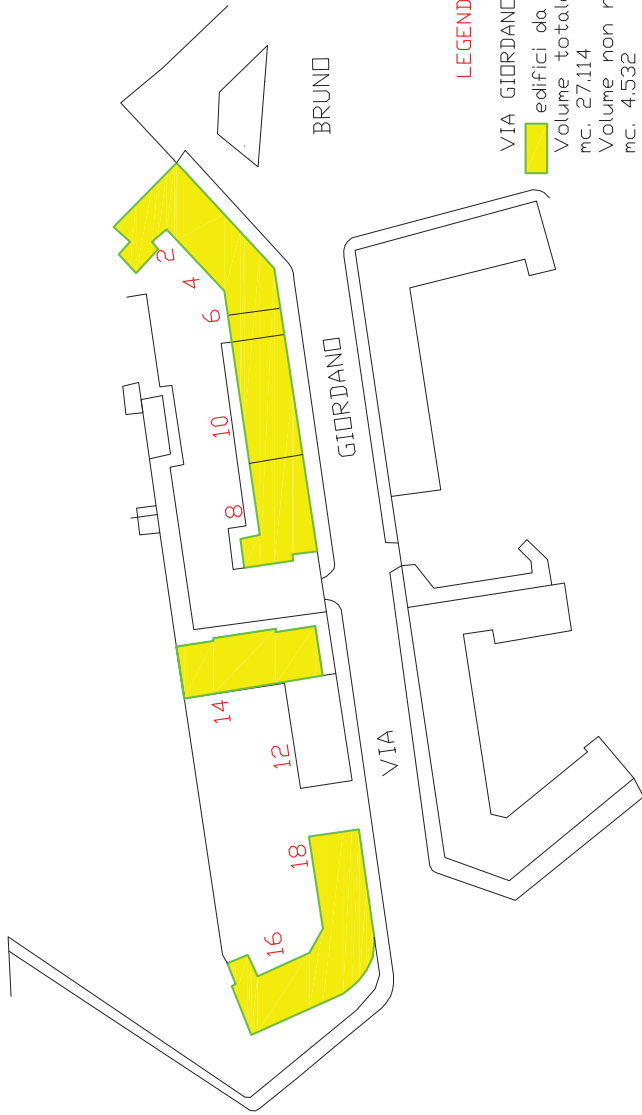 BRUNO
2
4
6
GIORDANO
10
8
14
12
VIA
18
16
LEGEND
VIA GIORDANO
edifici da
Volume totale
mc. 27.114
Volume non
mc. 4.532